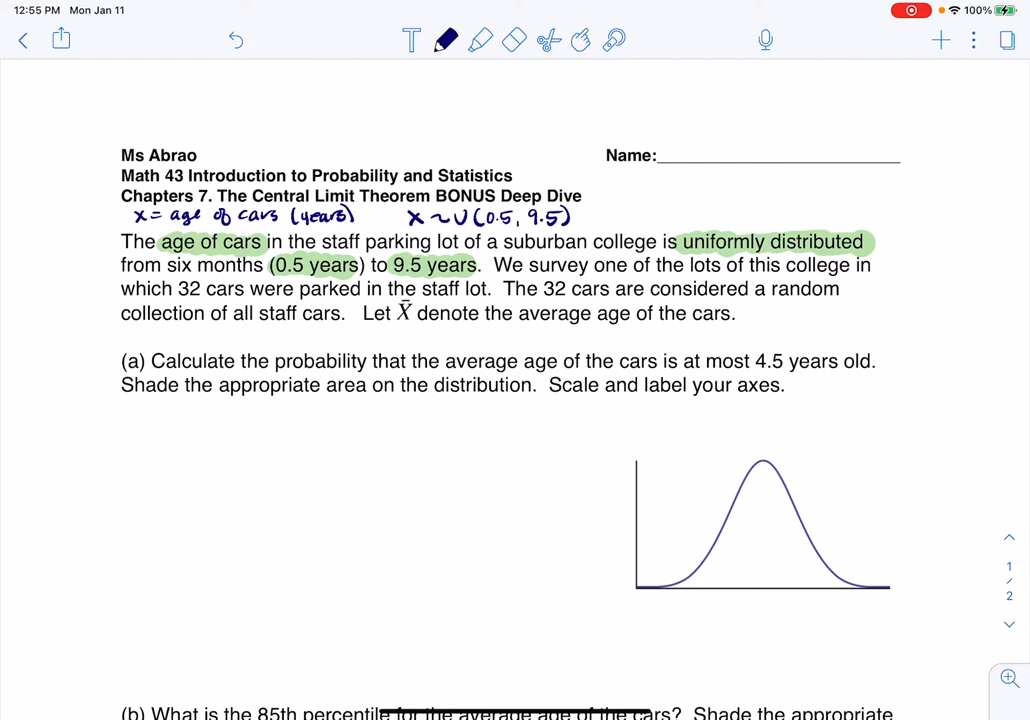 12:55 PM Mon Jan 11
100%
Ms Abrao
Name:
Math 43 Introduction to Probability and Statistics
Chapters 7. The Central Limit Theorem BONUS Deep Dive
x = age of cars (years) X ~ U (0.5, 9.5)
The age of cars in the staff parking lot of a suburban college is uniformly distributed
from six months (0.5 years) to 9.5 years. We survey one of the lots of this college in
which 32 cars were parked in the staff lot. The 32 cars are considered a random
collection of all staff cars. Let X̄ denote the average age of the cars.
(a) Calculate the probability that the average age of the cars is at most 4.5 years old.
Shade the appropriate area on the distribution. Scale and label your axes.
1
/
2
(b) What is the 85th percentile for the average age of the cars? Shade the appropriate